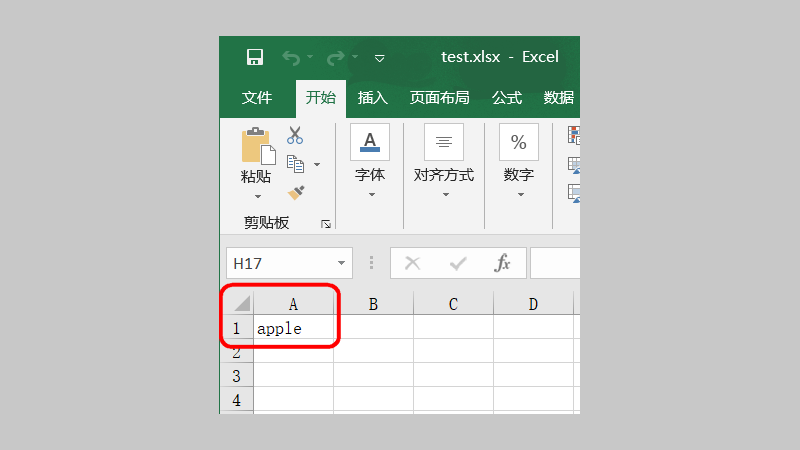 test.xlsx - Excel
文件 开始 插入 页面布局 公式 数据
A %
粘贴 字体 对齐方式 数字
剪贴板
H17 fx
A B C D
1 apple
2
3
4